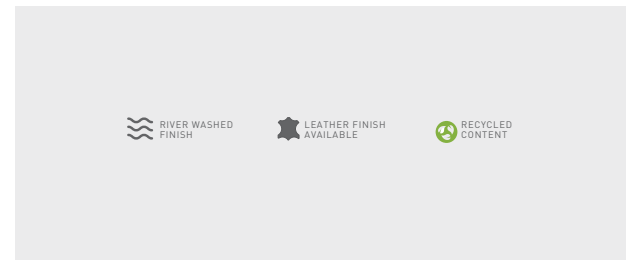 RIVER WASHED
FINISH
LEATHER FINISH
AVAILABLE
RECYCLED
CONTENT